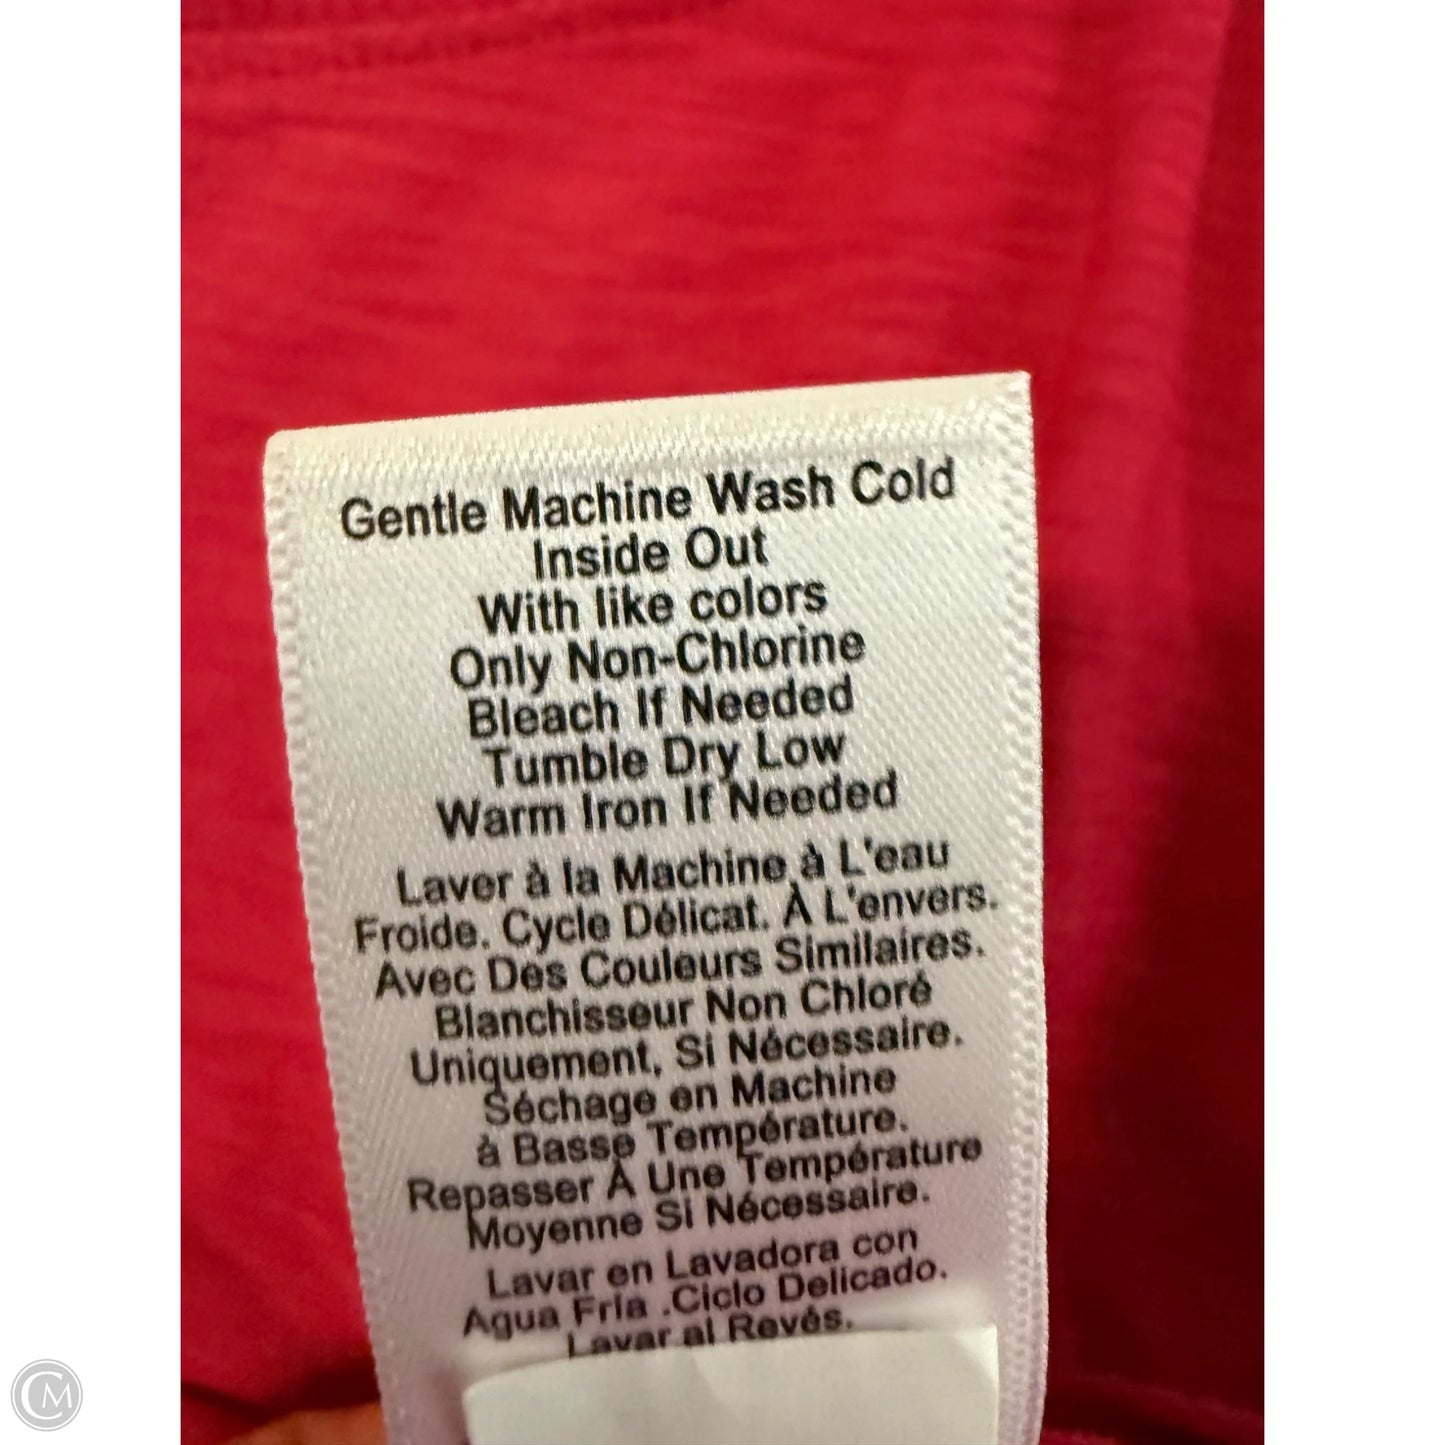 Gentle Machine Wash Cold
Inside Out
With like colors
Only Non-Chlorine
Bleach If Needed
Tumble Dry Low
Warm Iron If Needed
Laver à la Machine à L'eau
Froide. Cycle Délicat. À L'envers.
Avec Des Couleurs Similaires.
Blanchisseur Non Chloré
Uniquement, Si Nécessaire.
Séchage en Machine
à Basse Température.
Repasser À Une Température
Moyenne Si Nécessaire.
Lavar en Lavadora con
Agua Fría .Ciclo Delicado.
Lavar al Revés.
CM